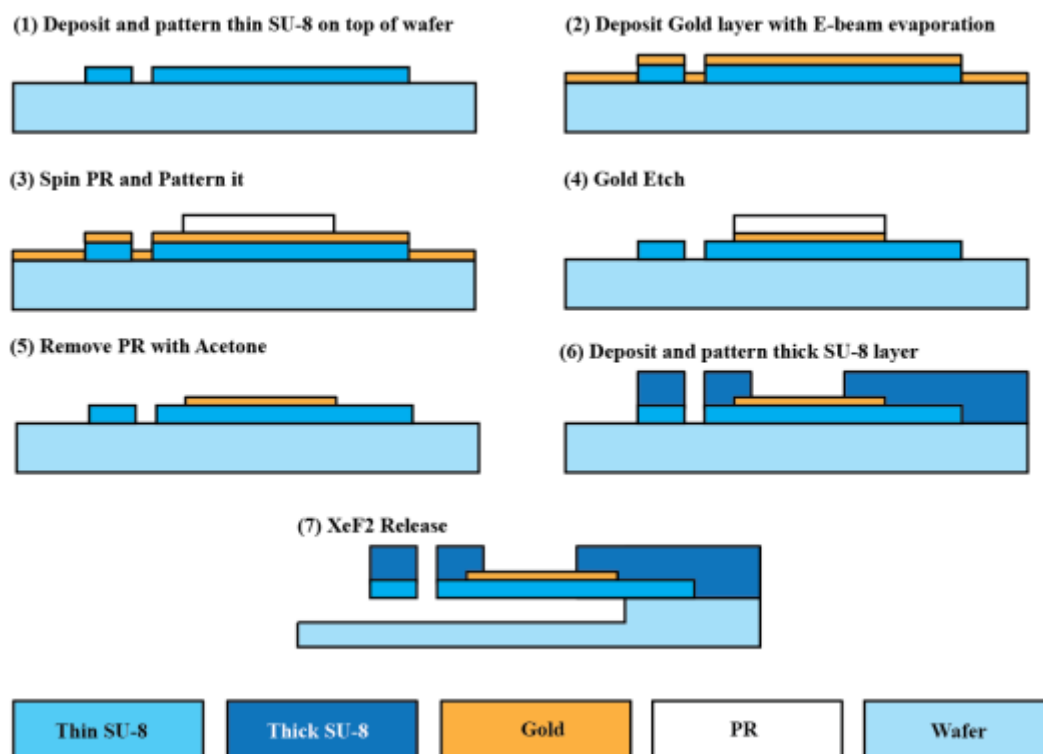 (1) Deposit and pattern thin SU-8 on top of wafer
(2) Deposit Gold layer with E-beam evaporation
(3) Spin PR and Pattern it
(4) Gold Etch
(5) Remove PR with Acetone
(6) Deposit and pattern thick SU-8 layer
(7) XeF2 Release
Thin SU-8
Thick SU-8
Gold
PR
Wafer